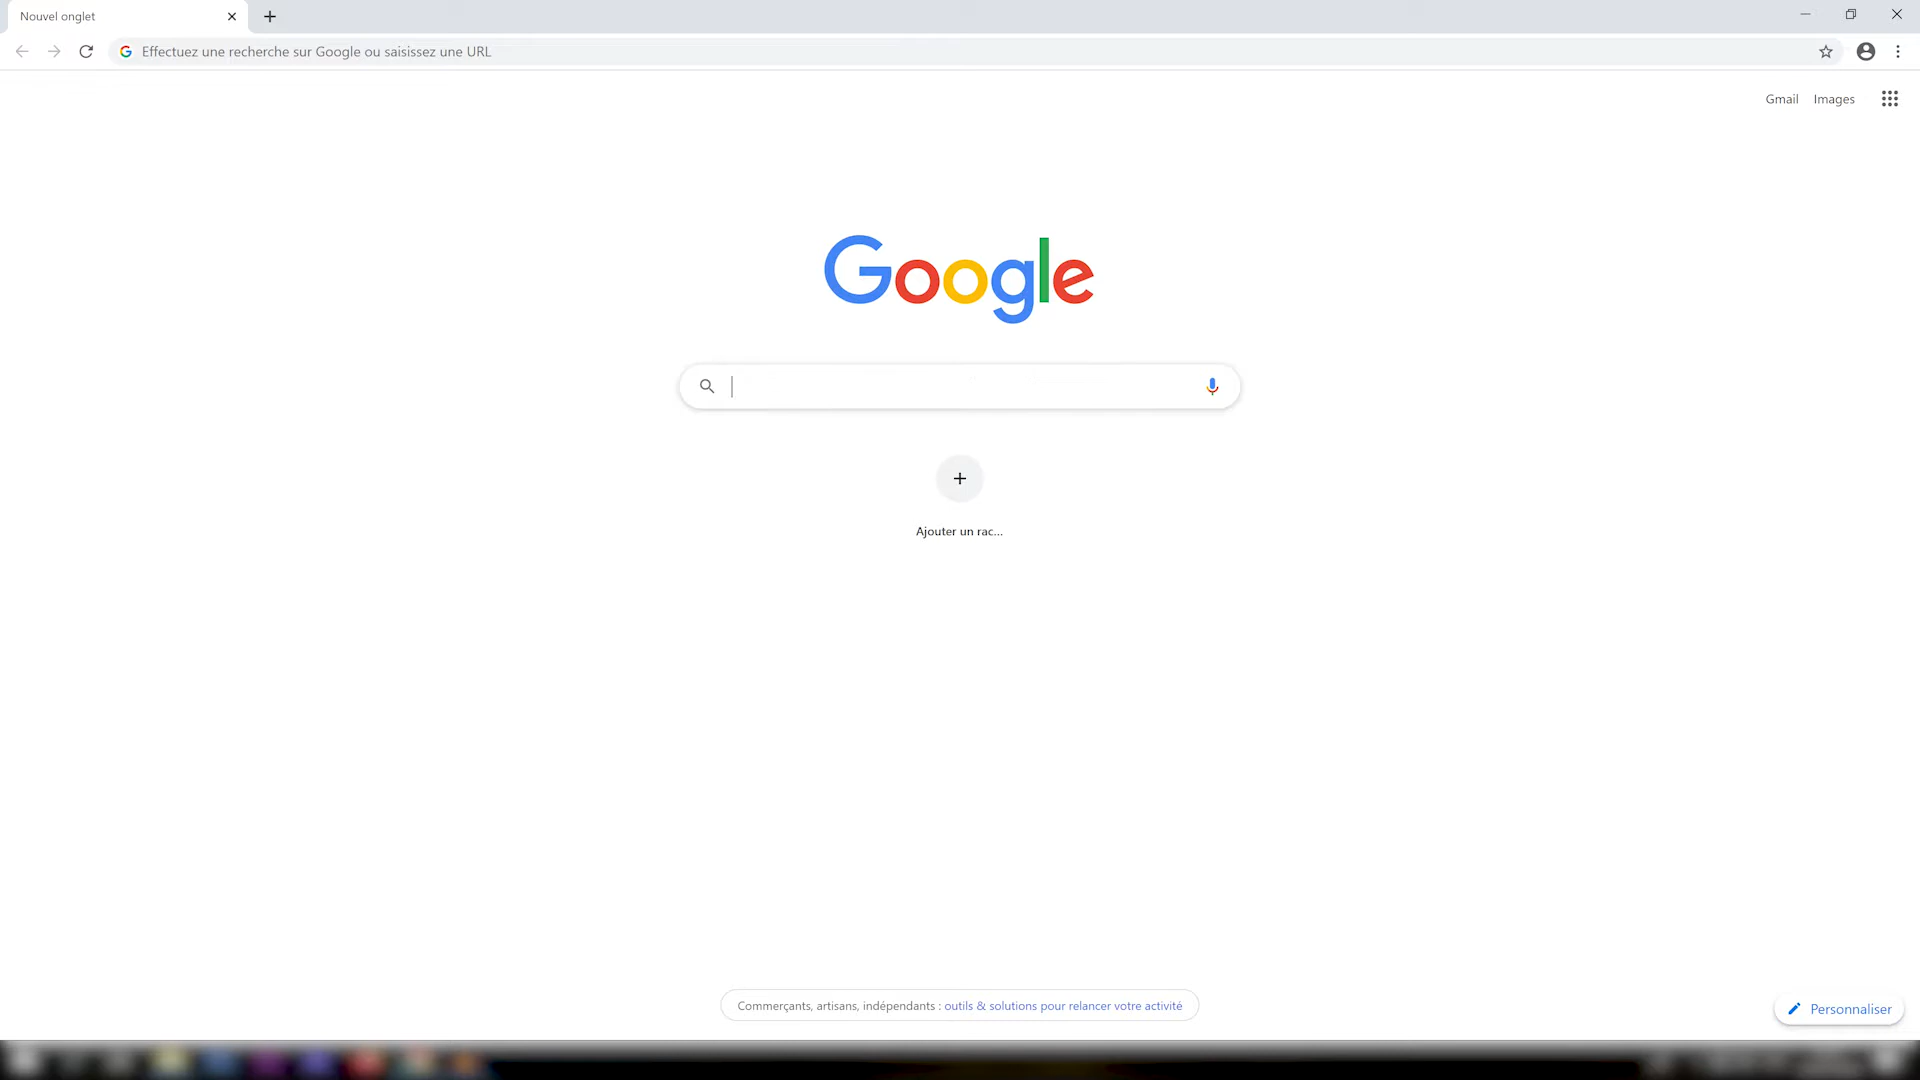 Nouvel onglet
Effectuez une recherche sur Google ou saisissez une URL
Gmail Images
Google
Ajouter un rac...
Commerçants, artisans, indépendants : outils & solutions pour relancer votre activité
Personnaliser